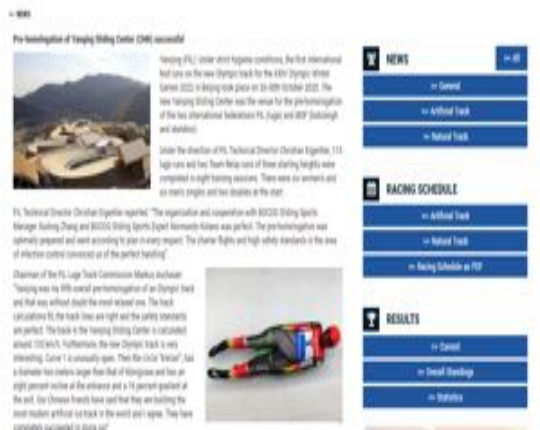 >> NEWS
Pre-homologation of Yanqing Sliding Center (CHN) successful
Yanqing (FIL) Under strict hygiene conditions, the first international
test runs on the new Olympic track for the XXIV Olympic Winter
Games 2022 in Beijing took place on 26-30th October 2020. The
new Yanqing Sliding Center was the venue for the pre-homologation
of the two international federations FIL (luge) and IBSF (bobsleigh
and skeleton).
Under the direction of FIL Technical Director Christian Eigentler, 113
luge runs and two Team Relay runs of three starting heights were
completed in eight training sessions. There were six women's and
six men's singles and two doubles at the start.
FIL Technical Director Christian Eigentler reported: "The organization and cooperation with BOCOG Sliding Sports
Manager Zhang and BOCOG Sliding Sports Expert was perfect. The pre-homologation was
optimally prepared and went according to plan in every respect. The charter flights and high safety standards in the area
of infection control convinced us of the perfect handling".
Chairman of the FIL Luge Track Commission Markus Aschauer:
"Yanqing was my fifth overall pre-homologation of an Olympic track
and that was without doubt the most relaxed one. The track
calculations fit, the track lines are right and the safety standards
are perfect. The track in the Yanqing Sliding Center is calculated
around km/h. Furthermore, the new Olympic track is very
interesting. Curve 1 is unusually open. Then the circle "Kreisel", has
a diameter two meters larger than that of and has an
eight percent incline at the entrance and a 16 percent gradient at
the exit. Our Chinese friends have said that they are building the
most modern artificial ice track in the world and I agree. They have
completely succeeded in doing so!"
NEWS
>> All
>> General
>> Artificial Track
>> Natural Track
RACING SCHEDULE
>> Artificial Track
>> Natural Track
>> Racing Schedule as PDF
RESULTS
>> Current
>> Overall Standings
>> Statistics